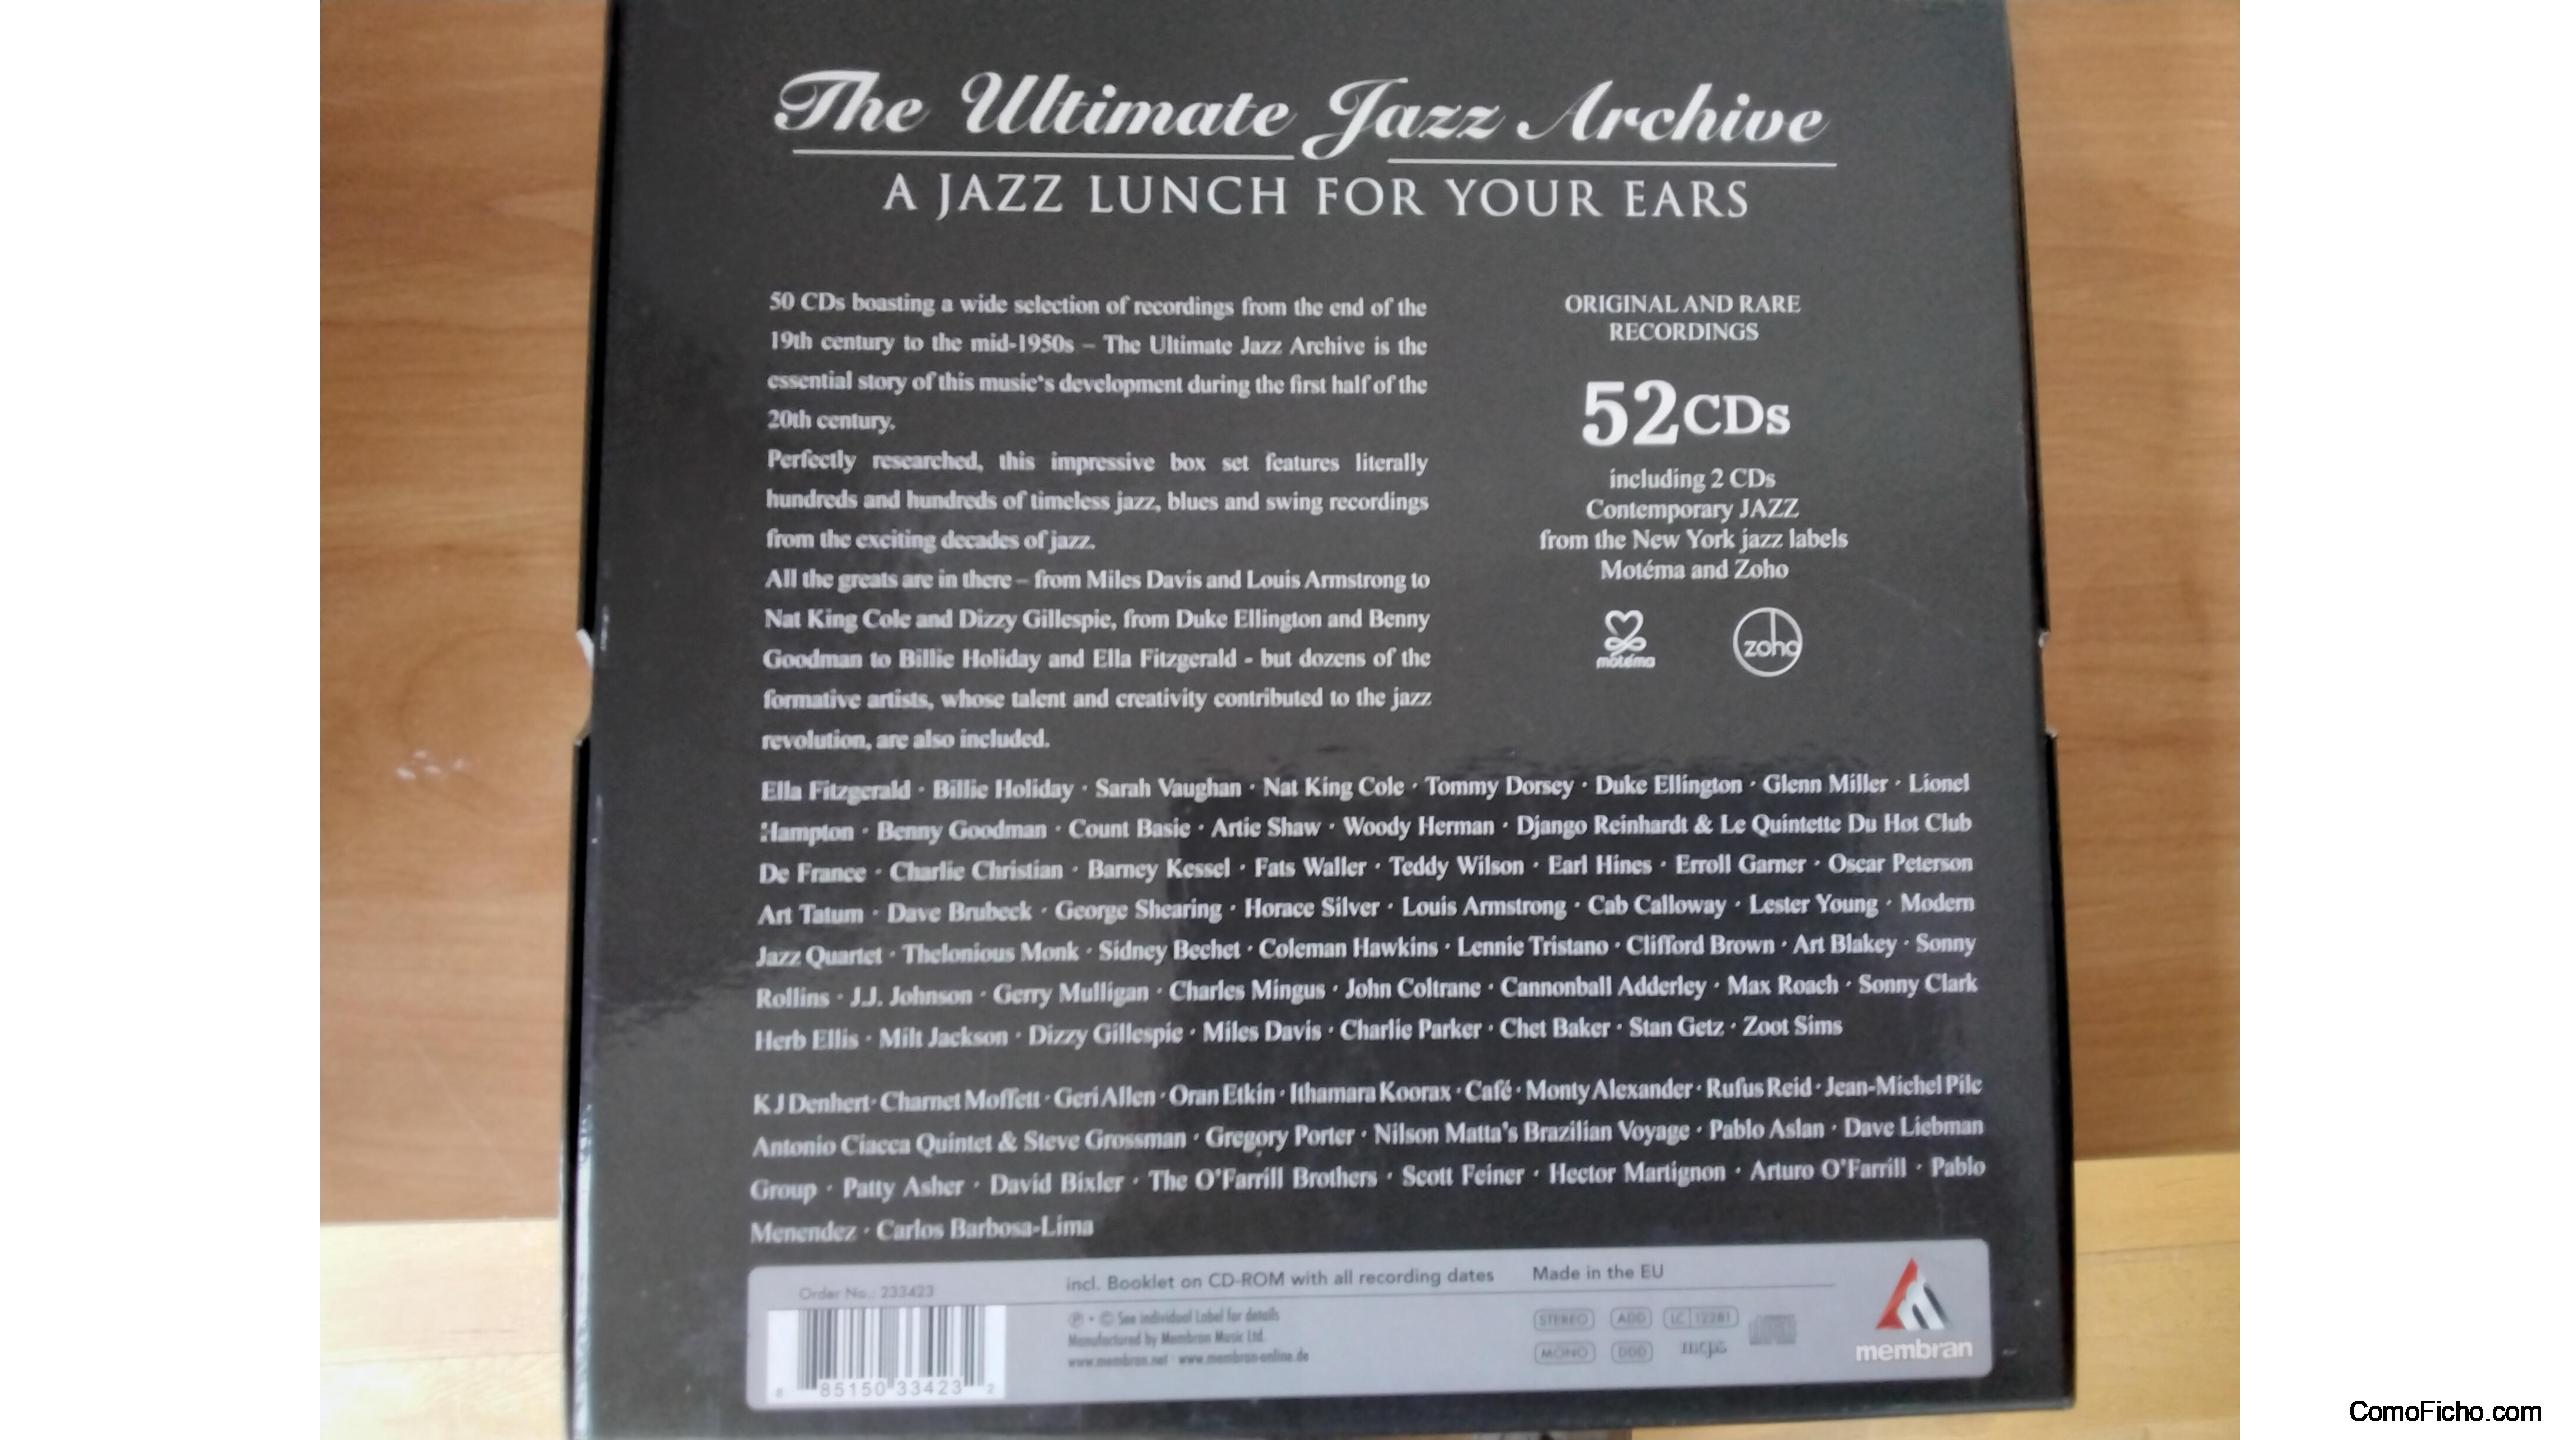 The Ultimate Jazz Archive
A JAZZ LUNCH FOR YOUR EARS
50 CDs boasting a wide selection of recordings from the end of the
19th century to the mid-1950s – The Ultimate Jazz Archive is the
essential story of this music's development during the first half of the
20th century.
Perfectly researched, this impressive box set features literally
hundreds and hundreds of timeless jazz, blues and swing recordings
from the exciting decades of jazz.
All the greats are in there – from Miles Davis and Louis Armstrong to
Nat King Cole and Dizzy Gillespie, from Duke Ellington and Benny
Goodman to Billie Holiday and Ella Fitzgerald - but dozens of the
formative artists, whose talent and creativity contributed to the jazz
revolution, are also included.
ORIGINAL AND RARE
RECORDINGS
52CDs
including 2 CDs
Contemporary JAZZ
from the New York jazz labels
Motéma and Zoho
motéma
zoho
Ella Fitzgerald · Billie Holiday · Sarah Vaughan · Nat King Cole · Tommy Dorsey · Duke Ellington · Glenn Miller · Lionel
Hampton · Benny Goodman · Count Basie · Artie Shaw · Woody Herman · Django Reinhardt & Le Quintette Du Hot Club
De France · Charlie Christian · Barney Kessel · Fats Waller · Teddy Wilson · Earl Hines · Erroll Garner · Oscar Peterson
Art Tatum · Dave Brubeck · George Shearing · Horace Silver · Louis Armstrong · Cab Calloway · Lester Young · Modern
Jazz Quartet · Thelonious Monk · Sidney Bechet · Coleman Hawkins · Lennie Tristano · Clifford Brown · Art Blakey · Sonny
Rollins · J.J. Johnson · Gerry Mulligan · Charles Mingus · John Coltrane · Cannonball Adderley · Max Roach · Sonny Clark
Herb Ellis · Milt Jackson · Dizzy Gillespie · Miles Davis · Charlie Parker · Chet Baker · Stan Getz · Zoot Sims
K J Denhert · Charnet Moffett · Geri Allen · Oran Etkin · Ithamara Koorax · Café · Monty Alexander · Rufus Reid · Jean-Michel Pilc
Antonio Ciacca Quintet & Steve Grossman · Gregory Porter · Nilson Matta's Brazilian Voyage · Pablo Aslan · Dave Liebman
Group · Patty Asher · David Bixler · The O'Farrill Brothers · Scott Feiner · Hector Martignon · Arturo O'Farrill · Pablo
Menendez · Carlos Barbosa-Lima
Order No.: 233423
incl. Booklet on CD-ROM with all recording dates
Made in the EU
Ⓟ + © See individual Label for details
Manufactured by Membran Music Ltd.
www.membran.net · www.membran-online.de
STEREO ADD LC 12281
MONO DDD mcps
membran
8 85150 33423 2
ComoFicho.com